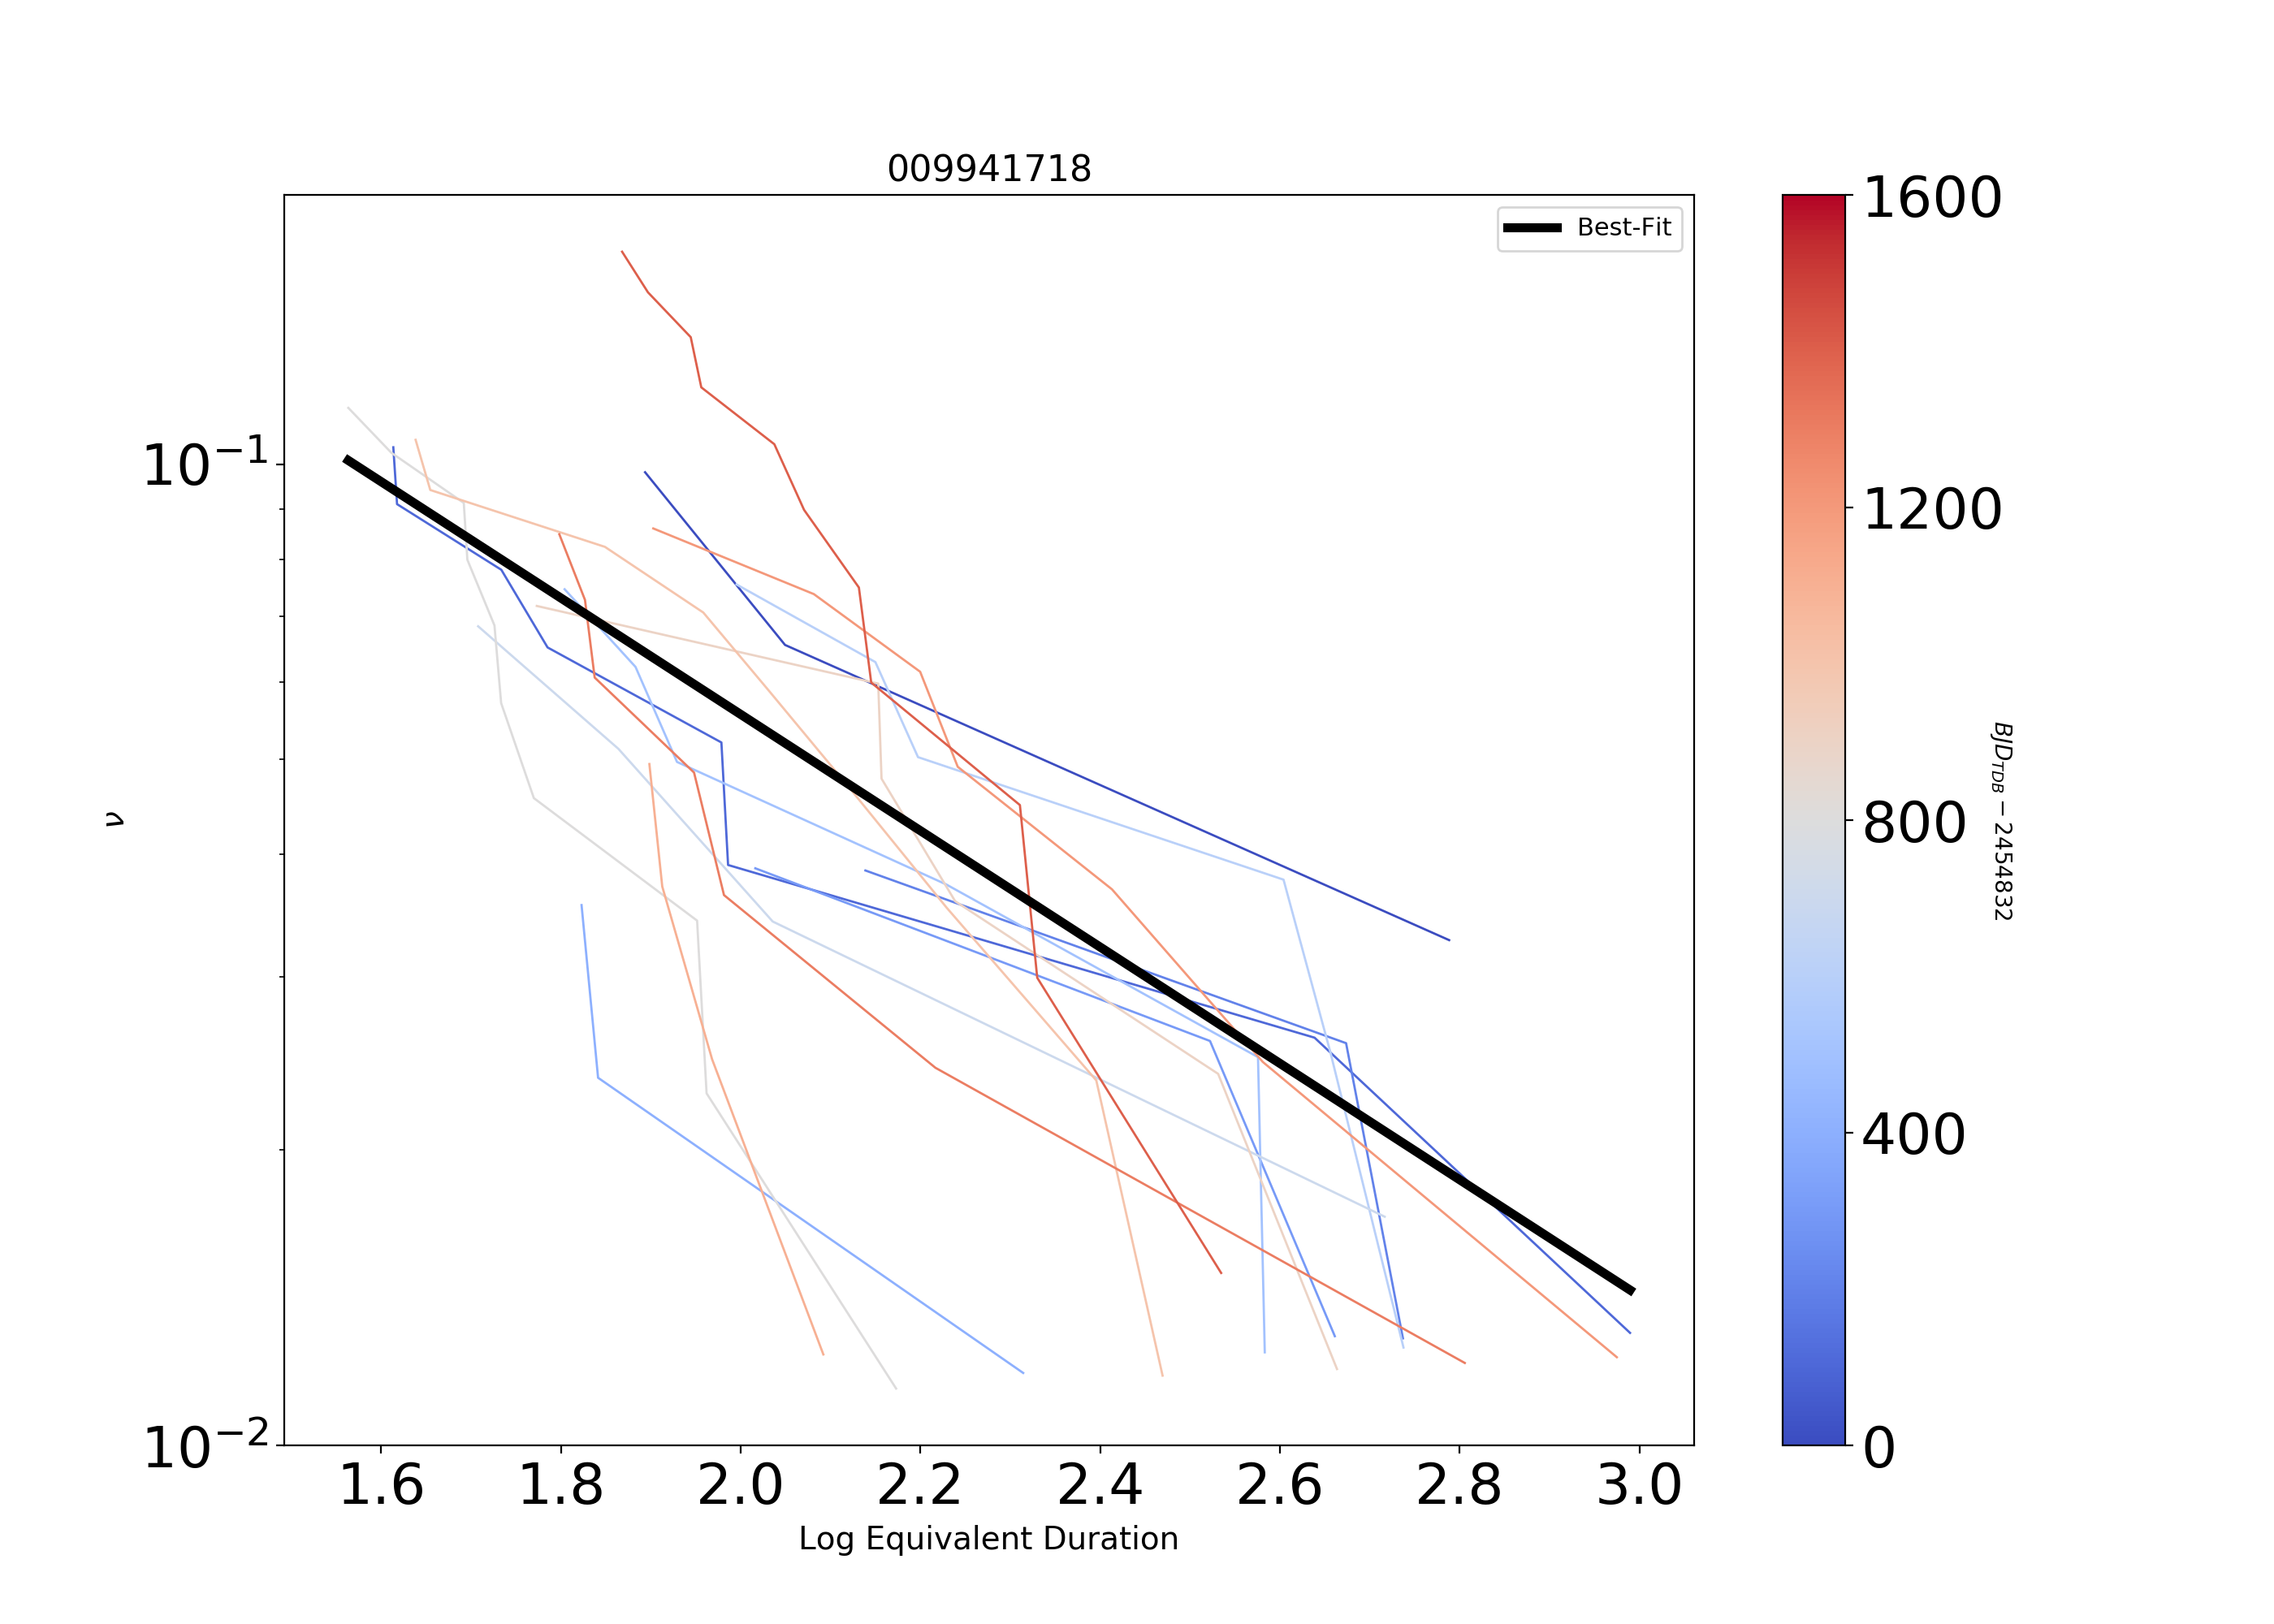 009941718
Best-Fit
10⁻¹
10⁻²
ν
1.6 1.8 2.0 2.2 2.4 2.6 2.8 3.0
Log Equivalent Duration
1600
1200
800
400
0
BJD_TDB − 2454832